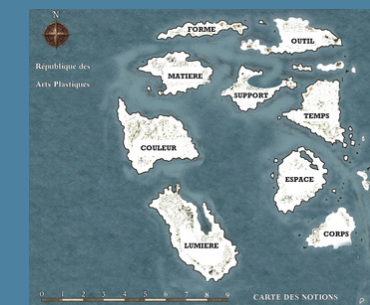 N
FORME
OUTIL
République des
Arts Plastiques
MATIERE
SUPPORT
TEMPS
COULEUR
ESPACE
CORPS
LUMIERE
0 1 2 3 4 5 6 7 8 9
CARTE DES NOTIONS